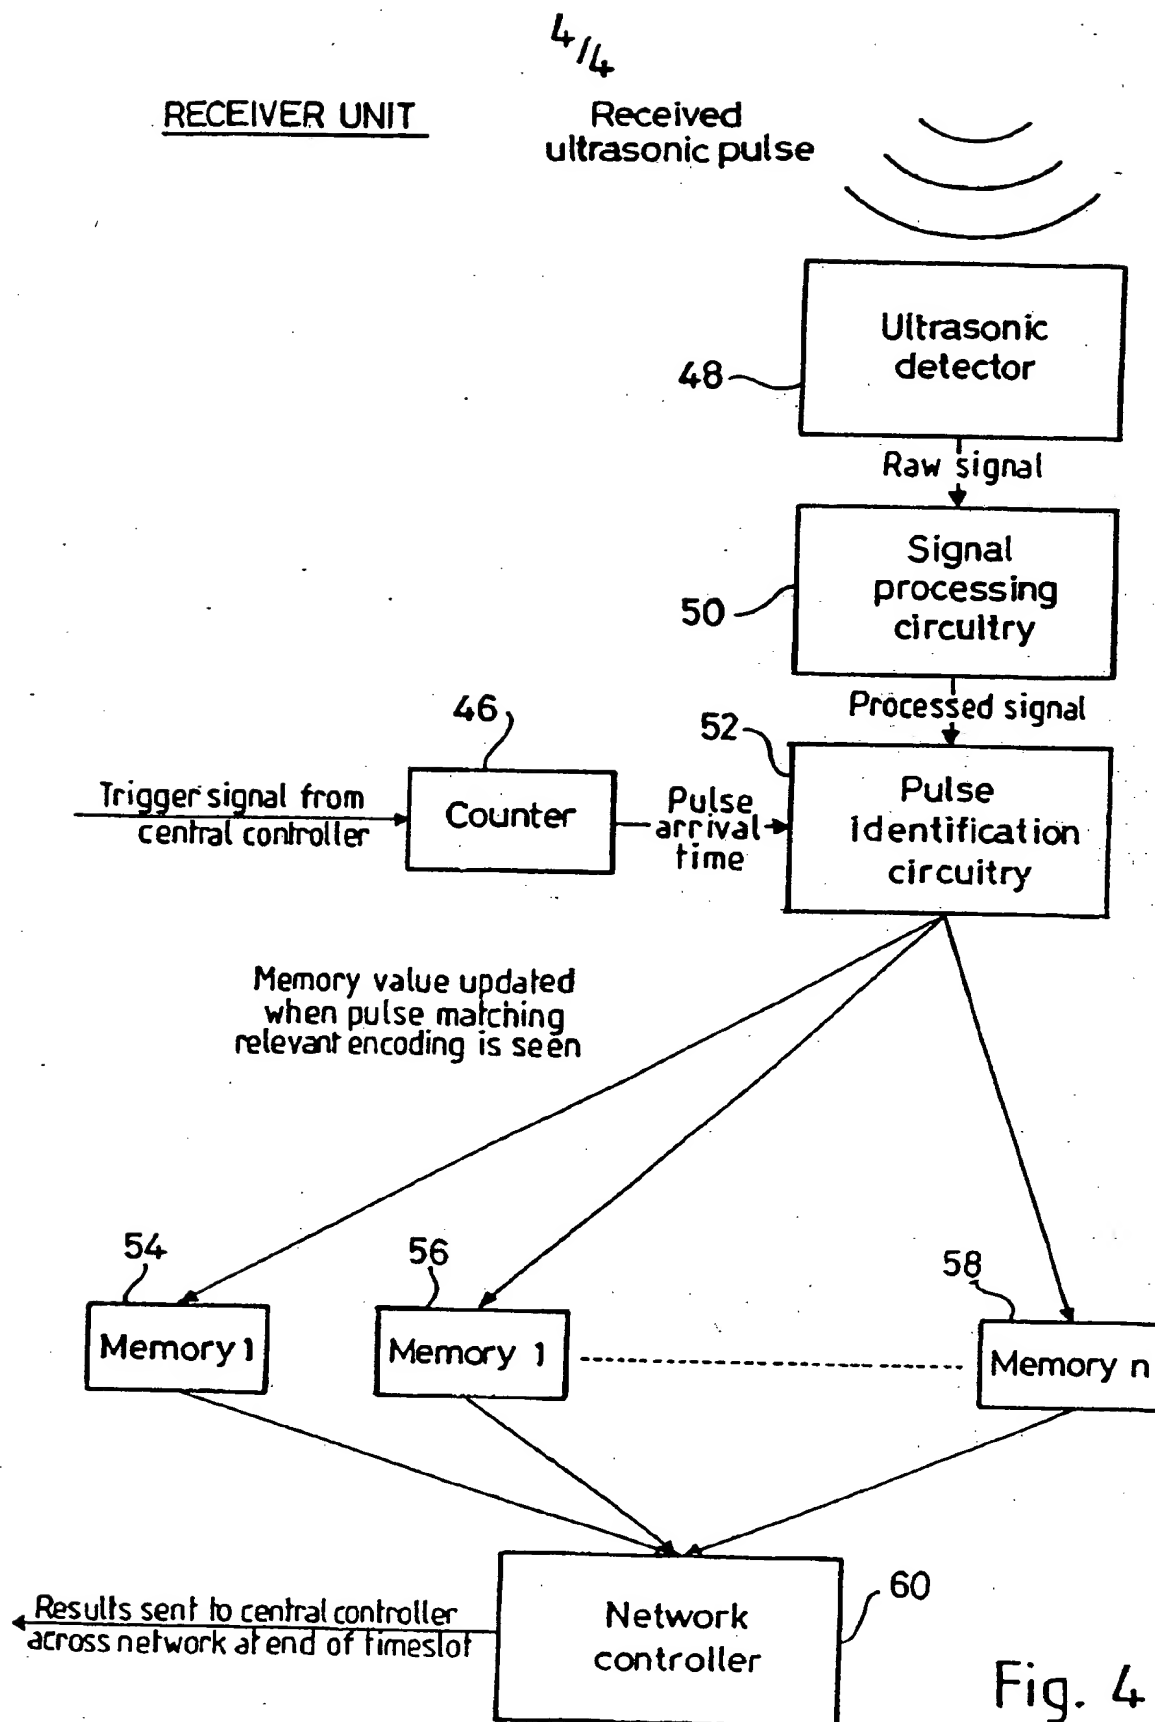 4/4
RECEIVER UNIT
Received
ultrasonic pulse
Ultrasonic
detector
48
Raw signal
Signal
processing
circuitry
50
Processed signal
46
52
Trigger signal from
central controller
Counter
Pulse
arrival
time
Pulse
identification
circuitry
Memory value updated
when pulse matching
relevant encoding is seen
54
56
58
Memory 1
Memory 1
Memory n
60
Results sent to central controller
across network at end of timeslot
Network
controller
Fig. 4